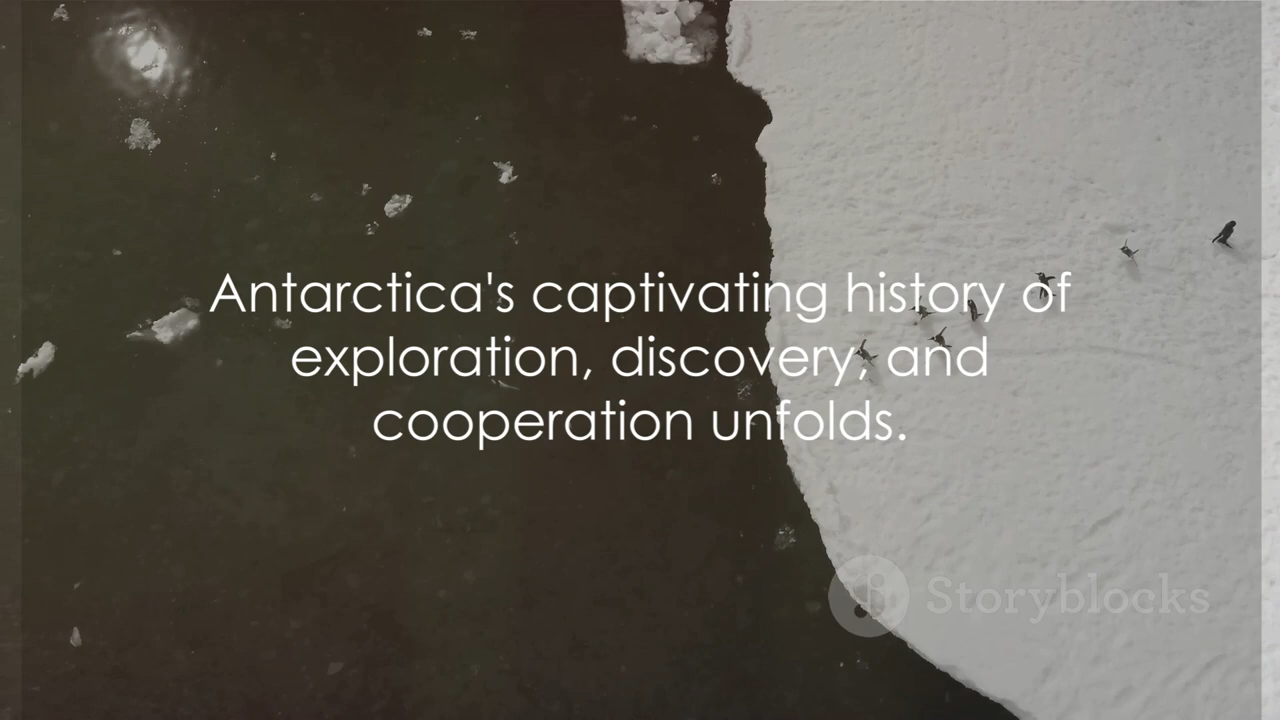 Antarctica's captivating history of
exploration, discovery, and
cooperation unfolds.
Storyblocks